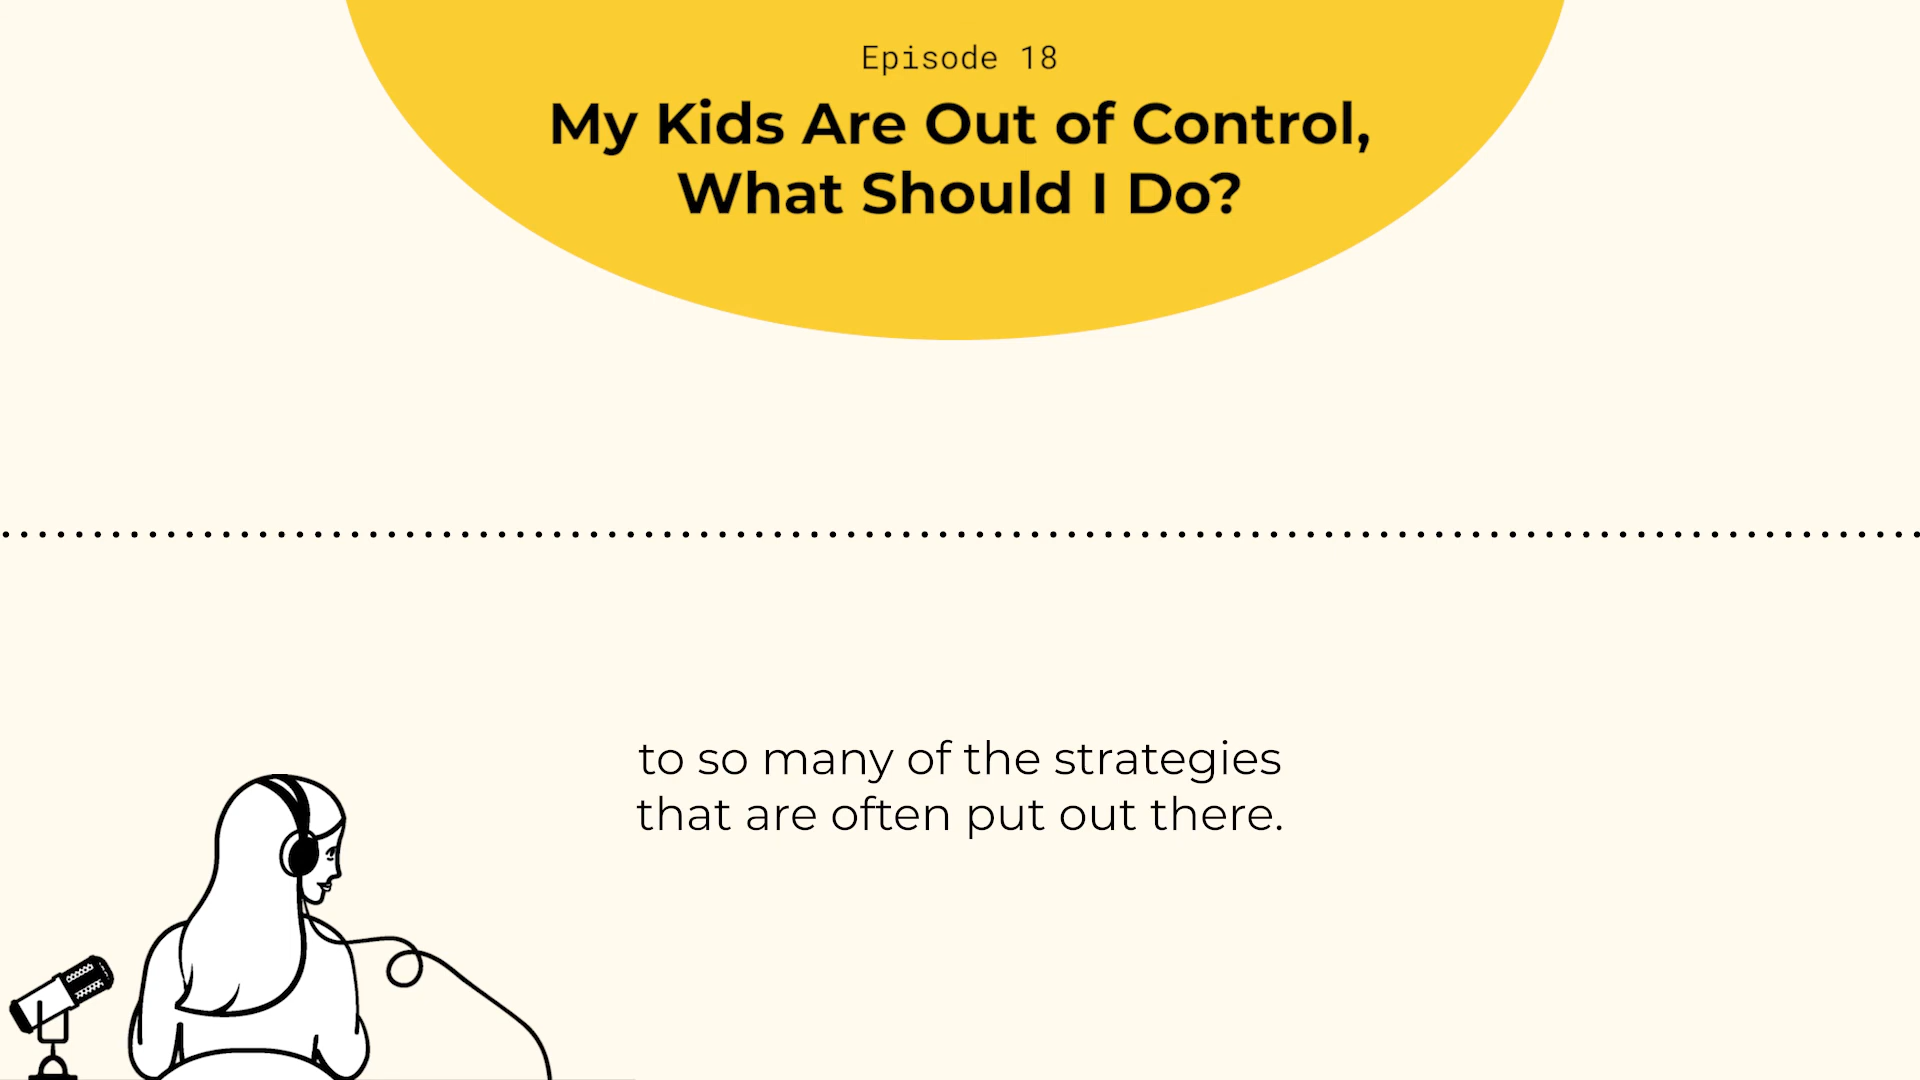 Episode 18
My Kids Are Out of Control,
What Should I Do?
to so many of the strategies
that are often put out there.